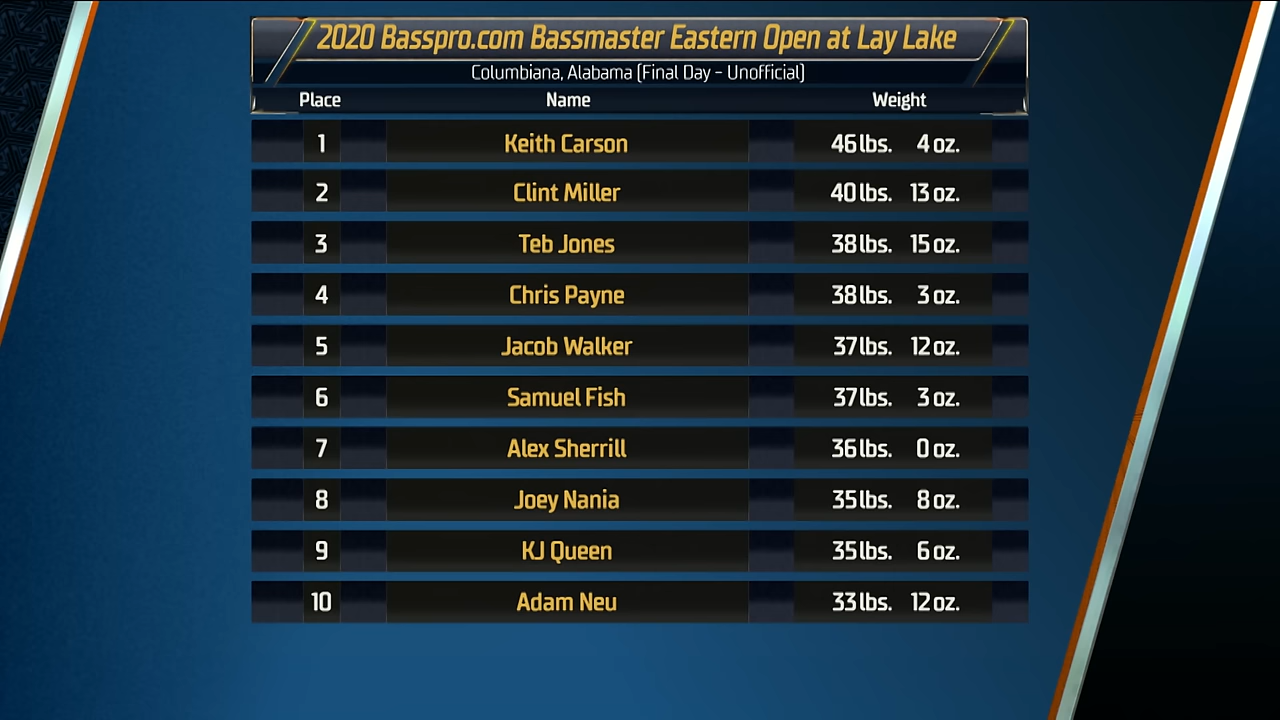 2020 Basspro.com Bassmaster Eastern Open at Lay Lake
Columbiana, Alabama (Final Day - Unofficial)
Place Name Weight
1 Keith Carson 46 lbs. 4 oz.
2 Clint Miller 40 lbs. 13 oz.
3 Teb Jones 38 lbs. 15 oz.
4 Chris Payne 38 lbs. 3 oz.
5 Jacob Walker 37 lbs. 12 oz.
6 Samuel Fish 37 lbs. 3 oz.
7 Alex Sherrill 36 lbs. 0 oz.
8 Joey Nania 35 lbs. 8 oz.
9 KJ Queen 35 lbs. 6 oz.
10 Adam Neu 33 lbs. 12 oz.